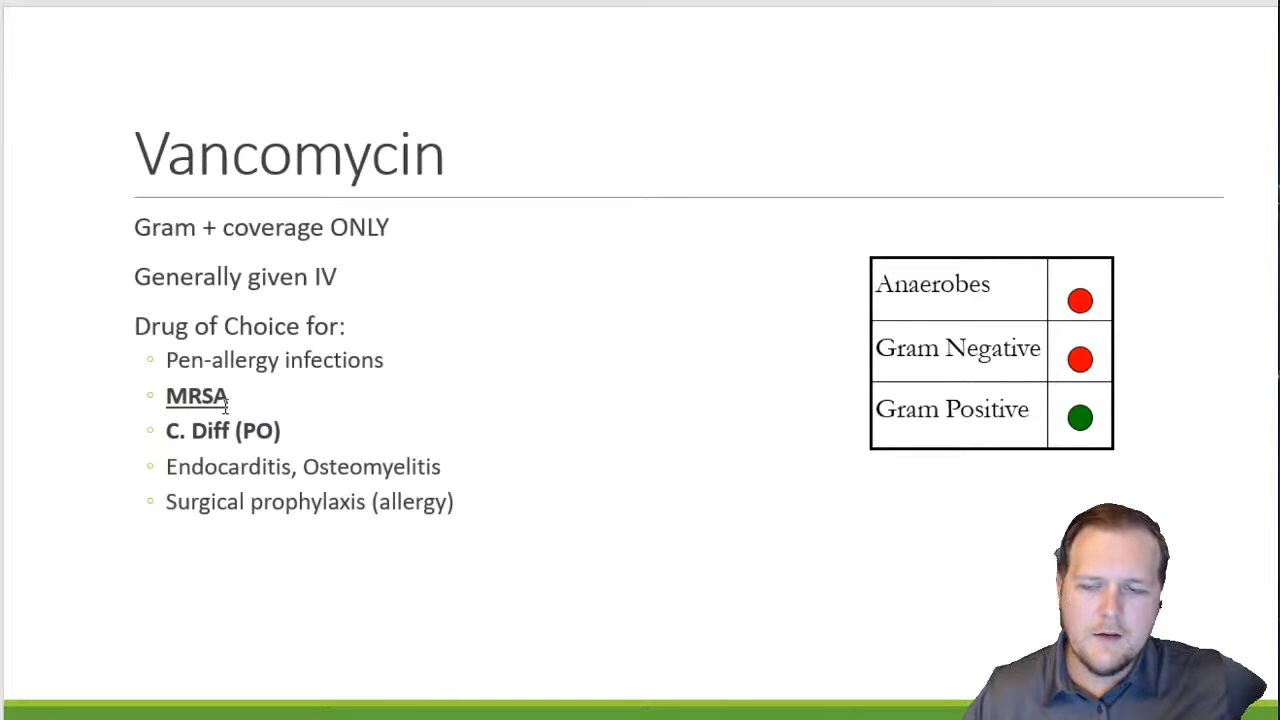 Vancomycin
Gram + coverage ONLY
Generally given IV
Drug of Choice for:
Pen-allergy infections
MRSA
C. Diff (PO)
Endocarditis, Osteomyelitis
Surgical prophylaxis (allergy)
Anaerobes
Gram Negative
Gram Positive